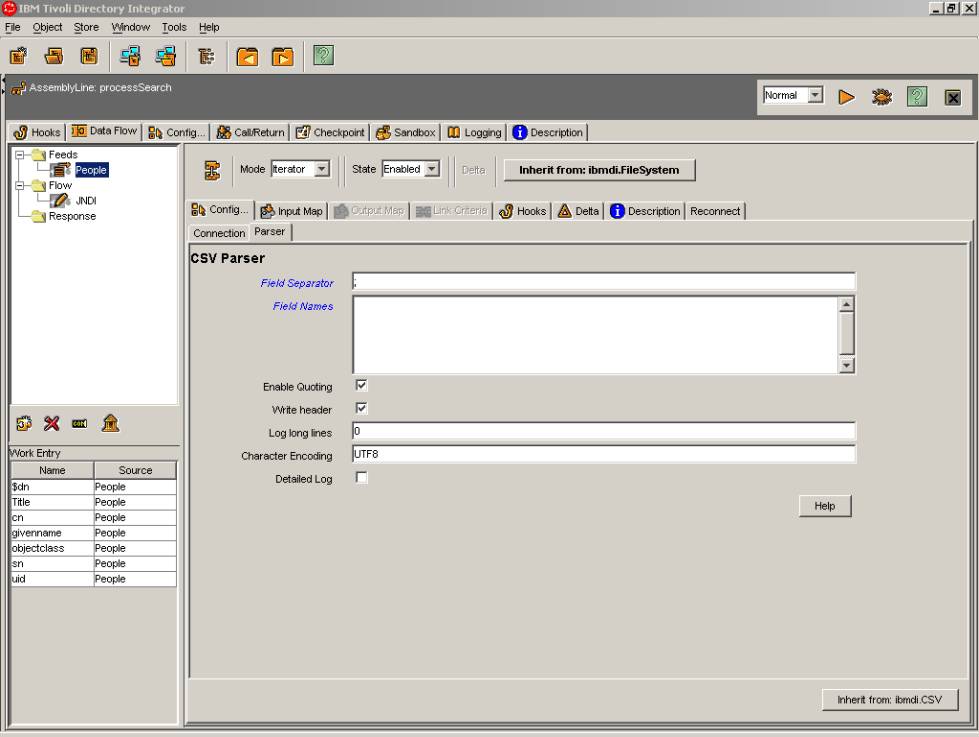 IBM Tivoli Directory Integrator
File Object Store Window Tools Help
AssemblyLine: processSearch
Normal
Hooks Data Flow Config... Call/Return Checkpoint Sandbox Logging Description
Feeds
People
Flow
JNDI
Response
Mode Iterator State Enabled Delta Inherit from: ibmdi.FileSystem
Config... Input Map Output Map Link Criteria Hooks Delta Description Reconnect
Connection Parser
CSV Parser
Field Separator ;
Field Names
Enable Quoting
Write header
Log long lines 0
Character Encoding UTF8
Detailed Log
Help
Work Entry
Name Source
$dn People
Title People
cn People
givenname People
objectclass People
sn People
uid People
Inherit from: ibmdi.CSV